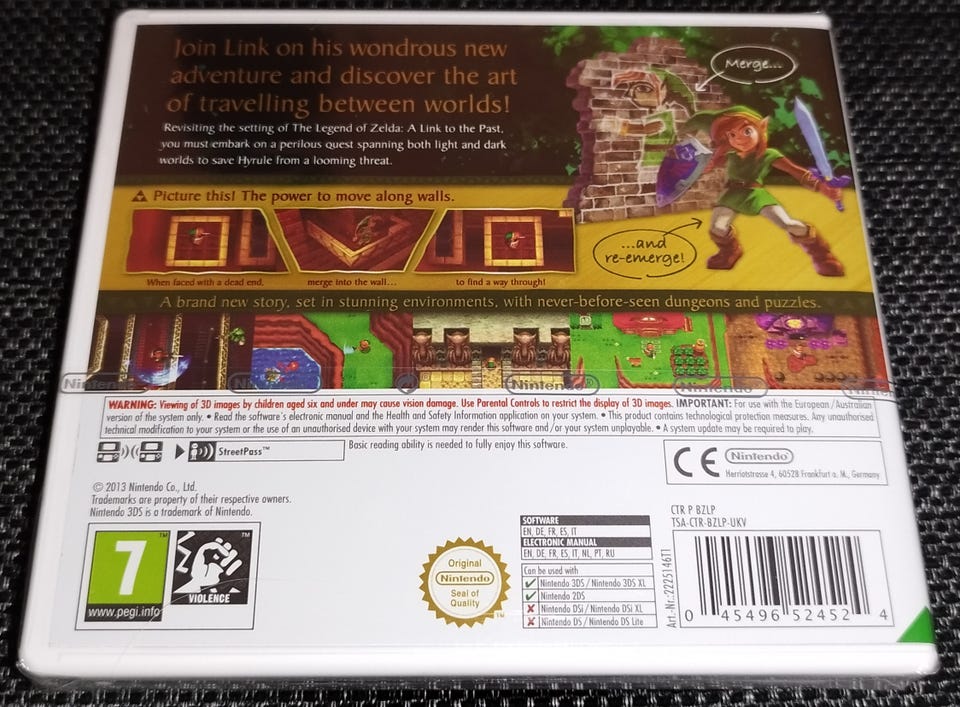 Join Link on his wondrous new
adventure and discover the art
of travelling between worlds!
Merge...
Revisiting the setting of The Legend of Zelda: A Link to the Past,
you must embark on a perilous quest spanning both light and dark
worlds to save Hyrule from a looming threat.
Picture this! The power to move along walls.
...and
re-emerge!
When faced with a dead end,
merge into the wall...
to find a way through!
A brand new story, set in stunning environments, with never-before-seen dungeons and puzzles.
Nintendo Nintendo Nintendo Nintendo Nintendo
WARNING: Viewing of 3D images by children aged six and under may cause vision damage. Use Parental Controls to restrict the display of 3D images. IMPORTANT: For use with the European / Australian
version of the system only. • Read the software's electronic manual and the Health and Safety Information application on your system. • This product contains technological protection measures. Any unauthorised
technical modification to your system or the use of an unauthorised device with your system may render this software and/or your system unplayable. • A system update may be required to play.
StreetPass™
Basic reading ability is needed to fully enjoy this software.
CE
Nintendo
Herriotstrasse 4, 60528 Frankfurt a. M., Germany
© 2013 Nintendo Co., Ltd.
Trademarks are property of their respective owners.
Nintendo 3DS is a trademark of Nintendo.
CTR P BZLP
TSA-CTR-BZLP-UKV
7 ™
www.pegi.info
™
VIOLENCE
Original
Nintendo
Seal of
Quality
™
SOFTWARE
EN, DE, FR, ES, IT
ELECTRONIC MANUAL
EN, DE, FR, ES, IT, NL, PT, RU
Can be used with
Nintendo 3DS / Nintendo 3DS XL
Nintendo 2DS
Nintendo DSi / Nintendo DSi XL
Nintendo DS / Nintendo DS Lite
Art.-Nr.: 2225146T1
0 45496 52452 4